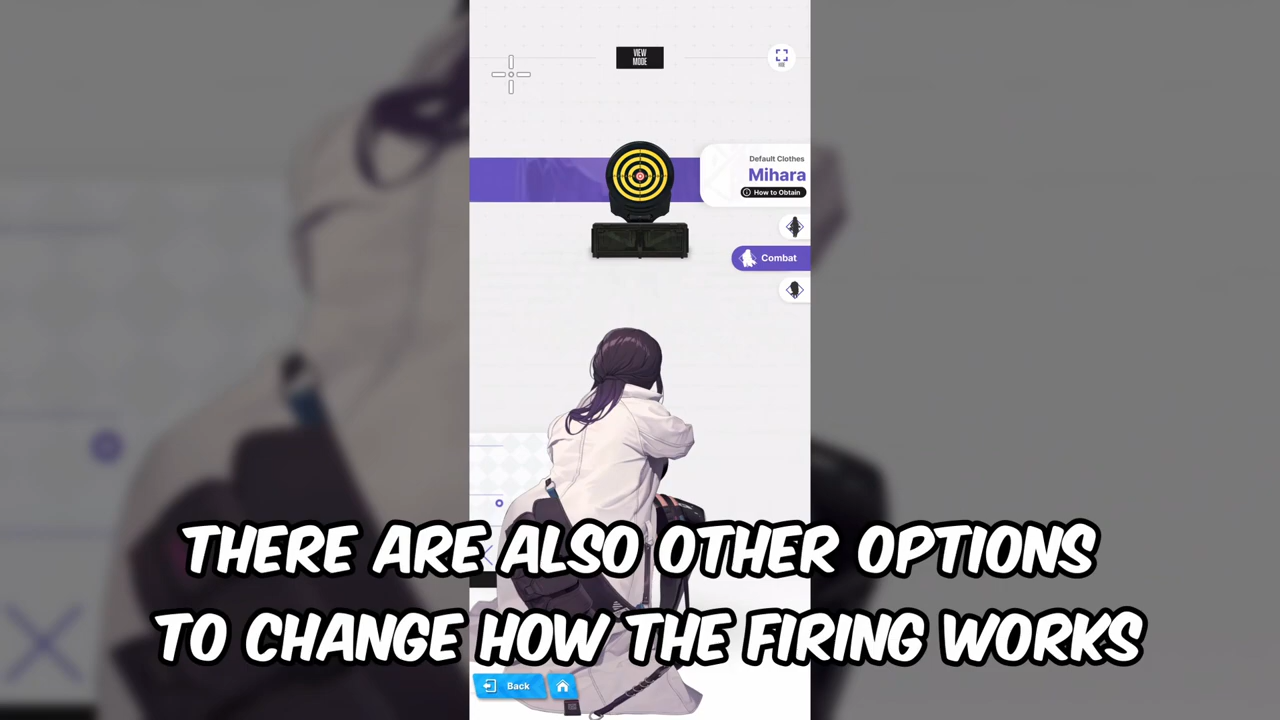 VIEW
MODE
Default Clothes
Mihara
How to Obtain
Combat
THERE ARE ALSO OTHER OPTIONS
TO CHANGE HOW THE FIRING WORKS
Back